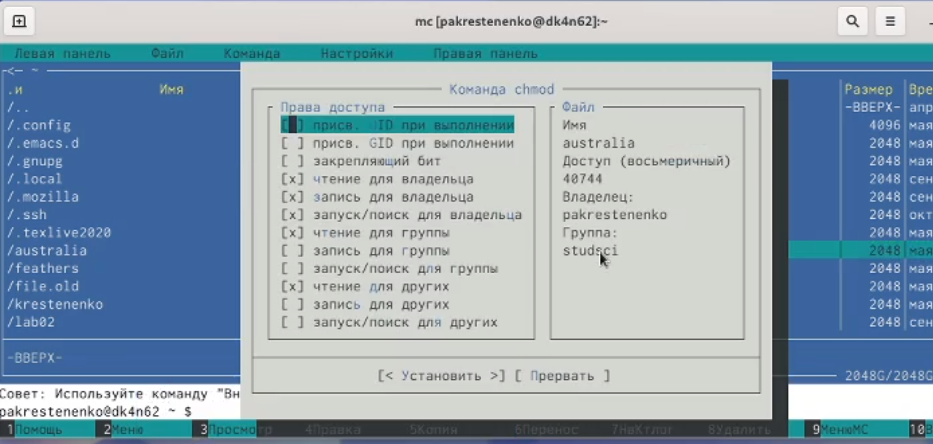 mc [pakrestenenko@dk4n62]:~
Левая панель Файл Команда Настройки Правая панель
<— ~
.и Имя Размер Вре
/.. -ВВЕРХ- апр
/.config 4096 мая
/.emacs.d 2048 мая
/.gnupg 2048 мая
/.local 2048 сен
/.mozilla 2048 сен
/.ssh 2048 окт
/.texlive2020 2048 мая
/australia 2048 мая
/feathers 2048 мая
/file.old 2048 мая
/krestenenko 2048 мая
/lab02 2048 сен
-ВВЕРХ-
2048G/2048G
Команда chmod
Права доступа
[ ] присв. UID при выполнении
[ ] присв. GID при выполнении
[ ] закрепляющий бит
[x] чтение для владельца
[x] запись для владельца
[x] запуск/поиск для владельца
[x] чтение для группы
[ ] запись для группы
[ ] запуск/поиск для группы
[x] чтение для других
[ ] запись для других
[ ] запуск/поиск для других
Файл
Имя
australia
Доступ (восьмеричный)
40744
Владелец:
pakrestenenko
Группа:
studsci
[< Установить >] [ Прервать ]
Совет: Используйте команду "Вн
pakrestenenko@dk4n62 ~ $
1Помощь 2Меню 3Просмотр 4Правка 5Копия 6Перенос 7НвКтлог 8Удалить 9МенюMC 10В